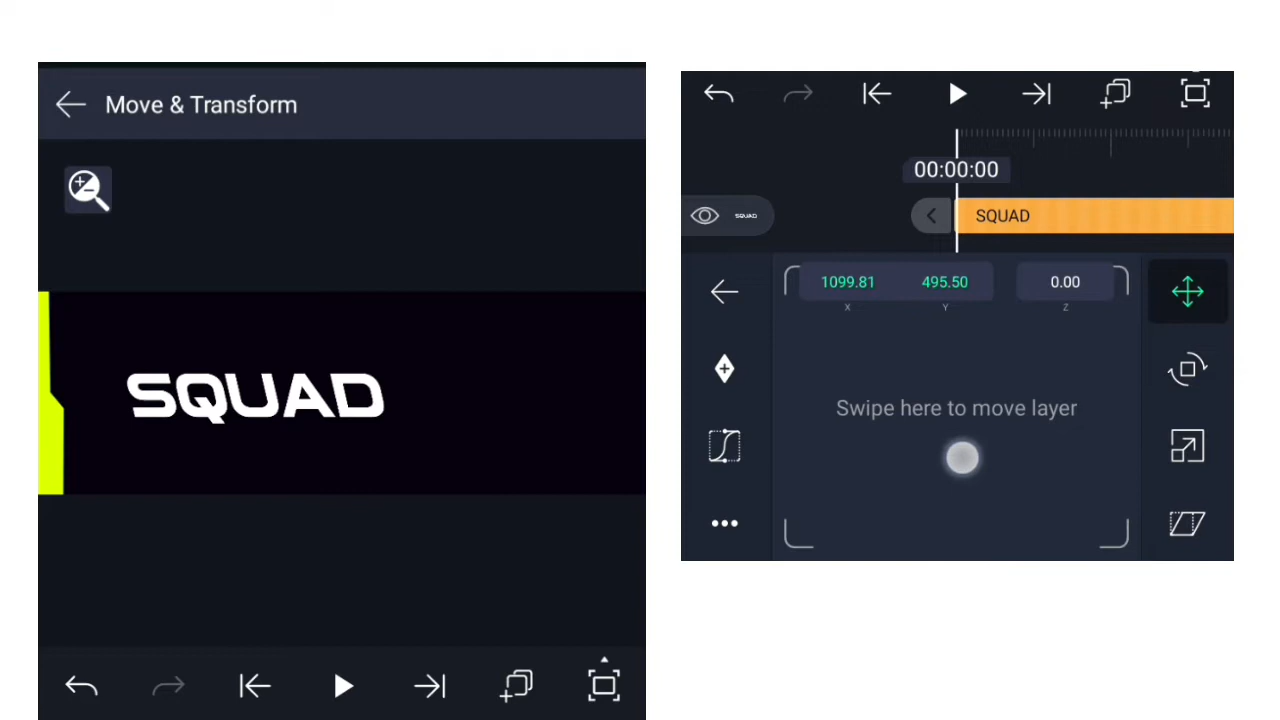 Move & Transform
SQUAD
00:00:00
SQUAD
SQUAD
1099.81 495.50 0.00
X Y Z
Swipe here to move layer